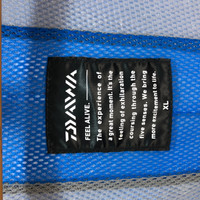 DAIWA
FEEL ALIVE.
The experience of
a great moment. It's the
feeling of exhilaration
coursing through the
five senses. We bring
more excitement to life.
XL